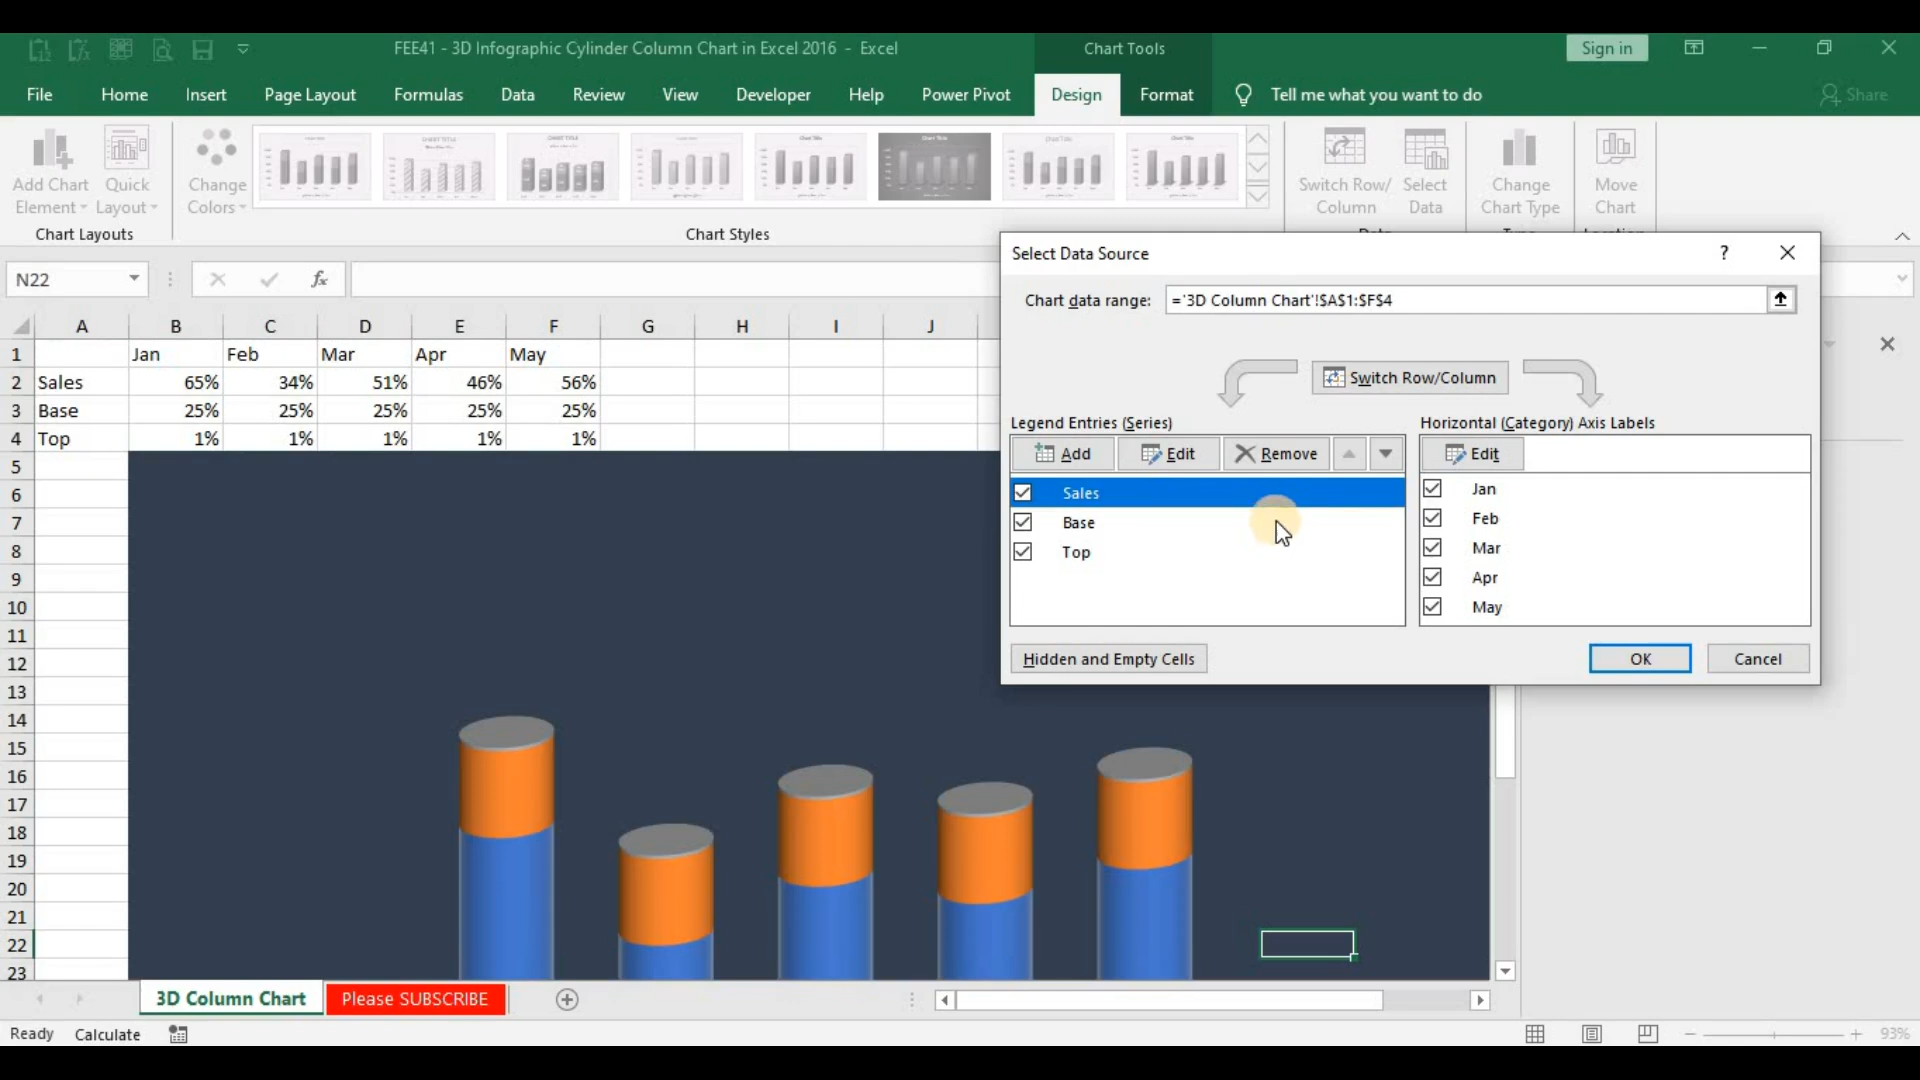 FEE41 - 3D Infographic Cylinder Column Chart in Excel 2016 - Excel
Chart Tools
Sign in
File Home Insert Page Layout Formulas Data Review View Developer Help Power Pivot Design Format Tell me what you want to do Share
Add Chart Element
Quick Layout
Change Colors
Switch Row/ Column
Select Data
Change Chart Type
Move Chart
Chart Layouts
Chart Styles
N22
fx
A B C D E F G H I J
1 Jan Feb Mar Apr May
2 Sales 65% 34% 51% 46% 56%
3 Base 25% 25% 25% 25% 25%
4 Top 1% 1% 1% 1% 1%
5
6
7
8
9
10
11
12
13
14
15
16
17
18
19
20
21
22
23
Select Data Source
?
Chart data range: ='3D Column Chart'!$A$1:$F$4
Switch Row/Column
Legend Entries (Series)
Add Edit Remove
Sales
Base
Top
Horizontal (Category) Axis Labels
Edit
Jan
Feb
Mar
Apr
May
Hidden and Empty Cells
OK
Cancel
3D Column Chart
Please SUBSCRIBE
Ready
Calculate
93%